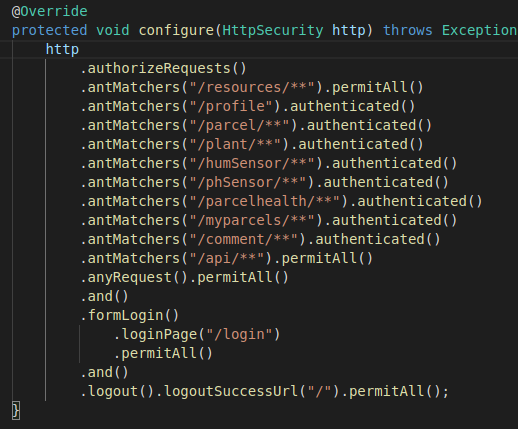 @Override
protected void configure(HttpSecurity http) throws Exception
http
.authorizeRequests()
.antMatchers("/resources/**").permitAll()
.antMatchers("/profile").authenticated()
.antMatchers("/parcel/**").authenticated()
.antMatchers("/plant/**").authenticated()
.antMatchers("/humSensor/**").authenticated()
.antMatchers("/phSensor/**").authenticated()
.antMatchers("/parcelhealth/**").authenticated()
.antMatchers("/myparcels/**").authenticated()
.antMatchers("/comment/**").authenticated()
.antMatchers("/api/**").permitAll()
.anyRequest().permitAll()
.and()
.formLogin()
.loginPage("/login")
.permitAll()
.and()
.logout().logoutSuccessUrl("/").permitAll();
}